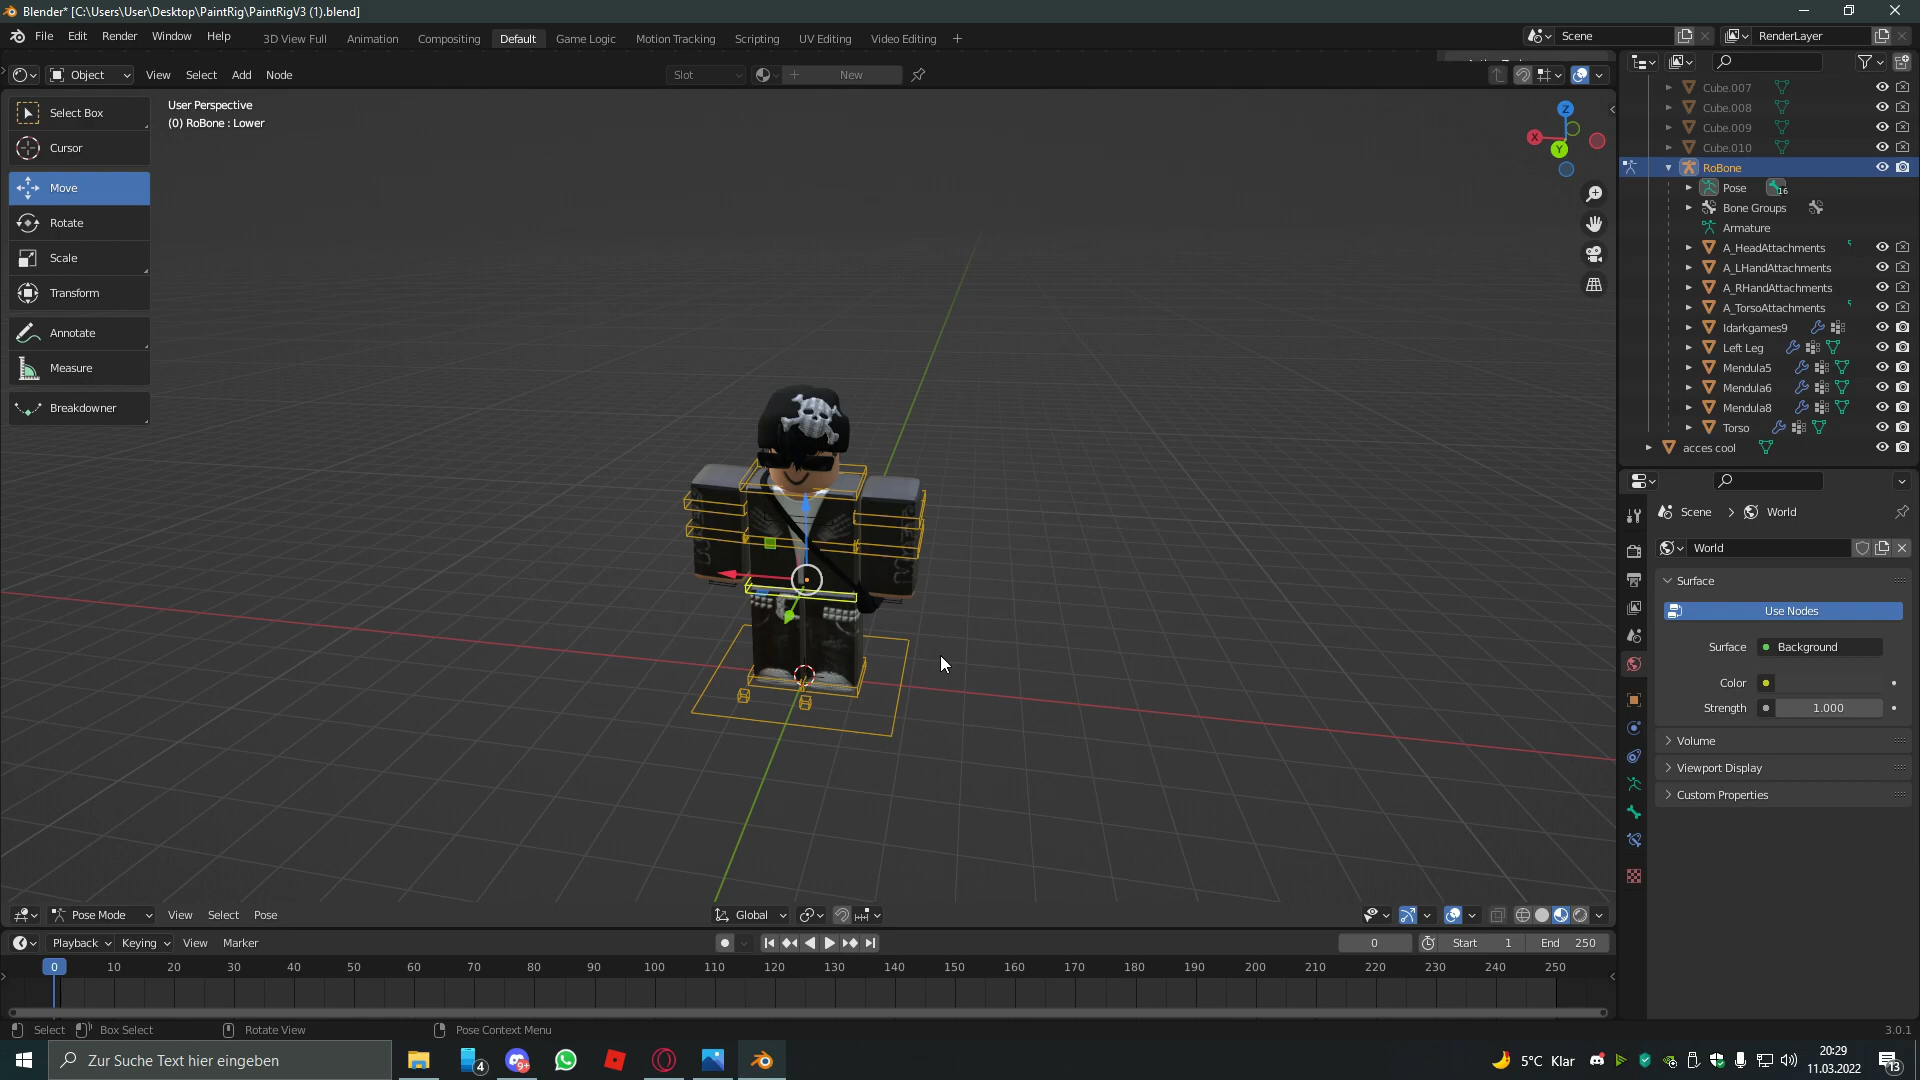 Blender* [C:\Users\User\Desktop\PaintRig\PaintRigV3 (1).blend]
File Edit Render Window Help 3D View Full Animation Compositing Default Game Logic Motion Tracking Scripting UV Editing Video Editing + Scene RenderLayer
Object View Select Add Node Slot New
Select Box
Cursor
Move
Rotate
Scale
Transform
Annotate
Measure
Breakdowner
User Perspective
(0) RoBone : Lower
Z
X
Y
Cube.007
Cube.008
Cube.009
Cube.010
RoBone
Pose 16
Bone Groups
Armature
A_HeadAttachments
A_LHandAttachments
A_RHandAttachments
A_TorsoAttachments
Idarkgames9
Left Leg
Mendula5
Mendula6
Mendula8
Torso
acces cool
Scene World
World
Surface
Use Nodes
Surface Background
Color
Strength 1.000
Volume
Viewport Display
Custom Properties
Pose Mode View Select Pose Global
Playback Keying View Marker 0 Start 1 End 250
0 10 20 30 40 50 60 70 80 90 100 110 120 130 140 150 160 170 180 190 200 210 220 230 240 250
Select Box Select Rotate View Pose Context Menu 3.0.1
Zur Suche Text hier eingeben 4 9+ 5°C Klar 20:29
11.03.2022 13